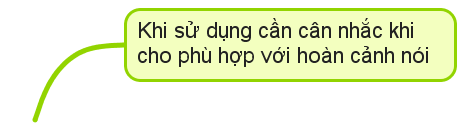 Khi sử dụng cần cân nhắc khi
cho phù hợp với hoàn cảnh nói